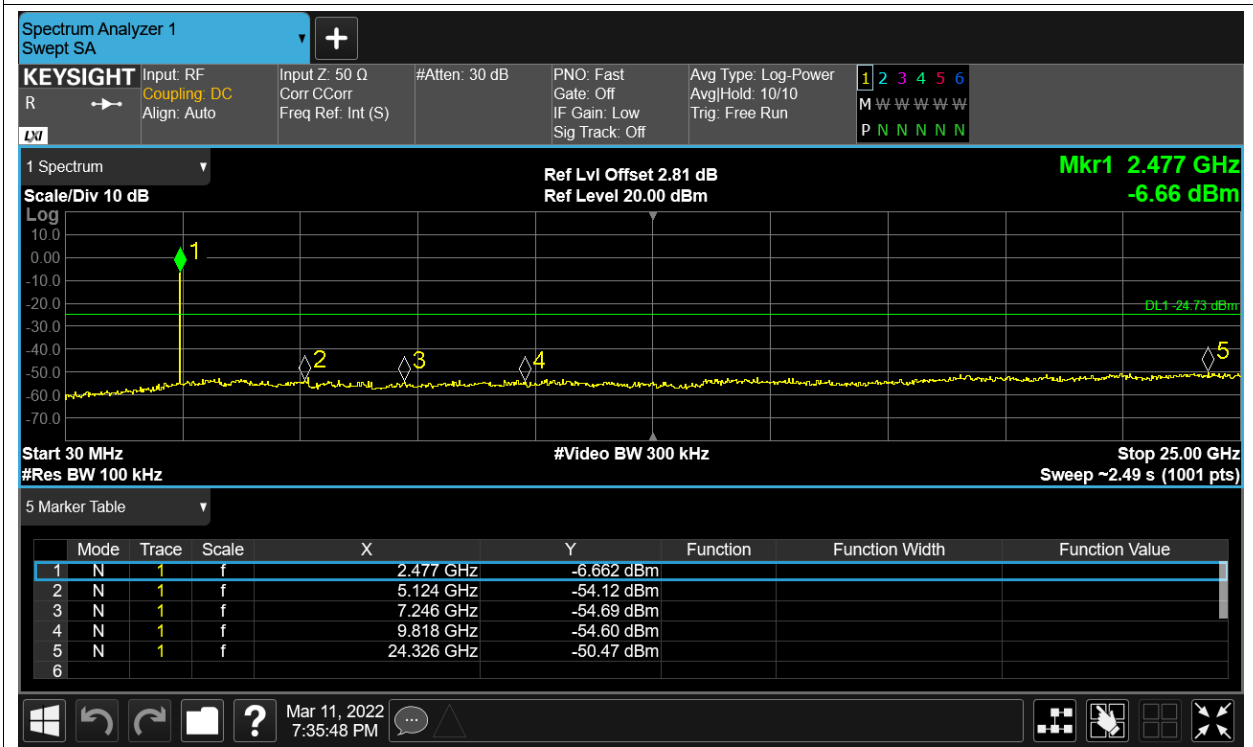 Spectrum Analyzer 1
Swept SA
+
KEYSIGHT Input: RF Input Z: 50 Ω #Atten: 30 dB PNO: Fast Avg Type: Log-Power 1 2 3 4 5 6
R Coupling: DC Corr CCorr Gate: Off Avg|Hold: 10/10 M W W W W W
Align: Auto Freq Ref: Int (S) IF Gain: Low Trig: Free Run
LXI Sig Track: Off P N N N N N
1 Spectrum Ref Lvl Offset 2.81 dB Mkr1 2.477 GHz
Scale/Div 10 dB Ref Level 20.00 dBm -6.66 dBm
Log
10.0
0.00 1
-10.0
-20.0 DL1 -24.73 dBm
-30.0
-40.0 2 3 4 5
-50.0
-60.0
-70.0
Start 30 MHz #Video BW 300 kHz Stop 25.00 GHz
#Res BW 100 kHz Sweep ~2.49 s (1001 pts)
5 Marker Table
Mode Trace Scale X Y Function Function Width Function Value
1 N 1 f 2.477 GHz -6.662 dBm
2 N 1 f 5.124 GHz -54.12 dBm
3 N 1 f 7.246 GHz -54.69 dBm
4 N 1 f 9.818 GHz -54.60 dBm
5 N 1 f 24.326 GHz -50.47 dBm
6
? Mar 11, 2022
7:35:48 PM